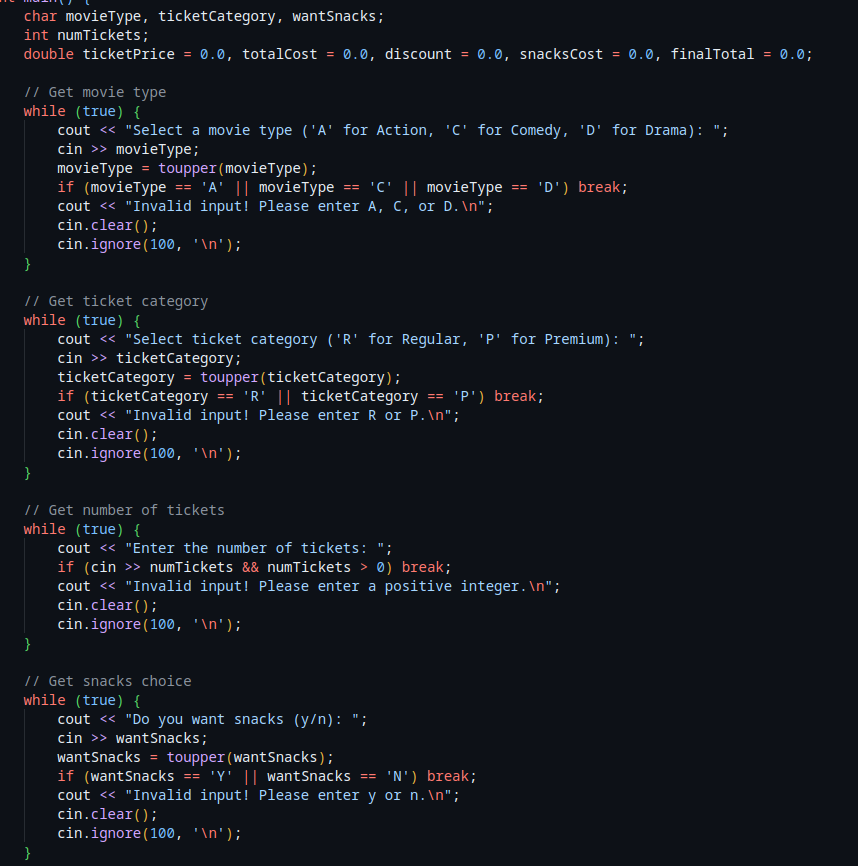 main() {
char movieType, ticketCategory, wantSnacks;
int numTickets;
double ticketPrice = 0.0, totalCost = 0.0, discount = 0.0, snacksCost = 0.0, finalTotal = 0.0;
// Get movie type
while (true) {
cout << "Select a movie type ('A' for Action, 'C' for Comedy, 'D' for Drama): ";
cin >> movieType;
movieType = toupper(movieType);
if (movieType == 'A' || movieType == 'C' || movieType == 'D') break;
cout << "Invalid input! Please enter A, C, or D.\n";
cin.clear();
cin.ignore(100, '\n');
}
// Get ticket category
while (true) {
cout << "Select ticket category ('R' for Regular, 'P' for Premium): ";
cin >> ticketCategory;
ticketCategory = toupper(ticketCategory);
if (ticketCategory == 'R' || ticketCategory == 'P') break;
cout << "Invalid input! Please enter R or P.\n";
cin.clear();
cin.ignore(100, '\n');
}
// Get number of tickets
while (true) {
cout << "Enter the number of tickets: ";
if (cin >> numTickets && numTickets > 0) break;
cout << "Invalid input! Please enter a positive integer.\n";
cin.clear();
cin.ignore(100, '\n');
}
// Get snacks choice
while (true) {
cout << "Do you want snacks (y/n): ";
cin >> wantSnacks;
wantSnacks = toupper(wantSnacks);
if (wantSnacks == 'Y' || wantSnacks == 'N') break;
cout << "Invalid input! Please enter y or n.\n";
cin.clear();
cin.ignore(100, '\n');
}